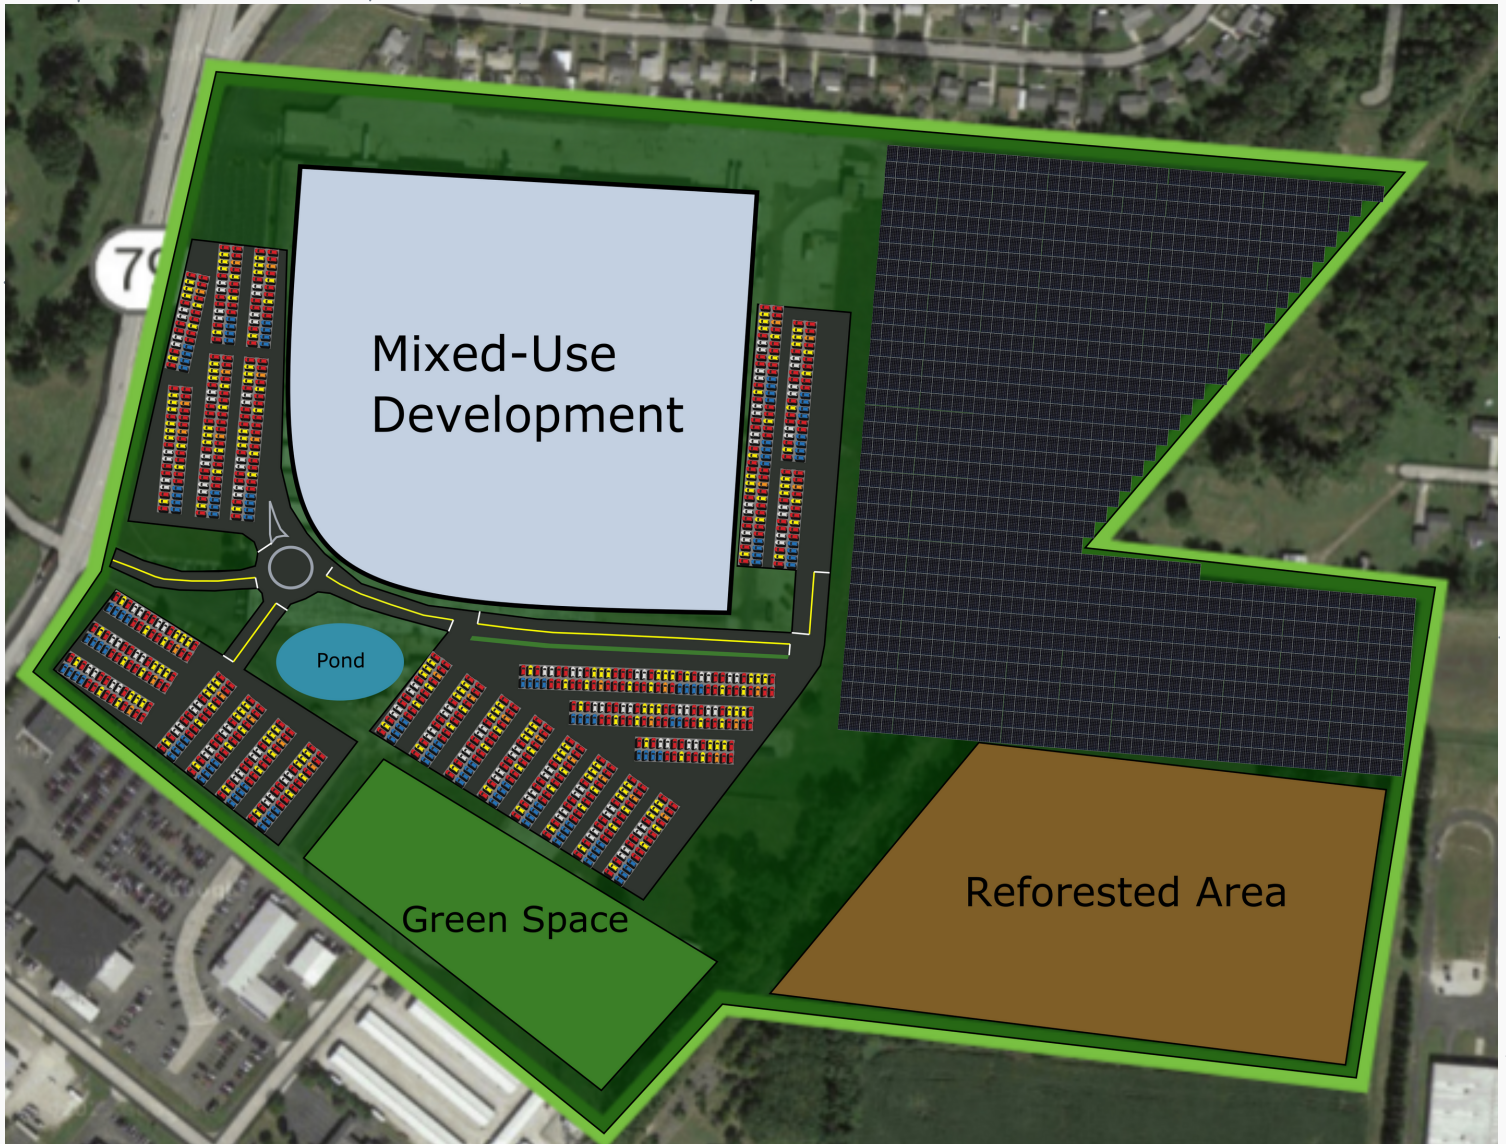 Mixed-Use
Development
Pond
Green Space
Reforested Area